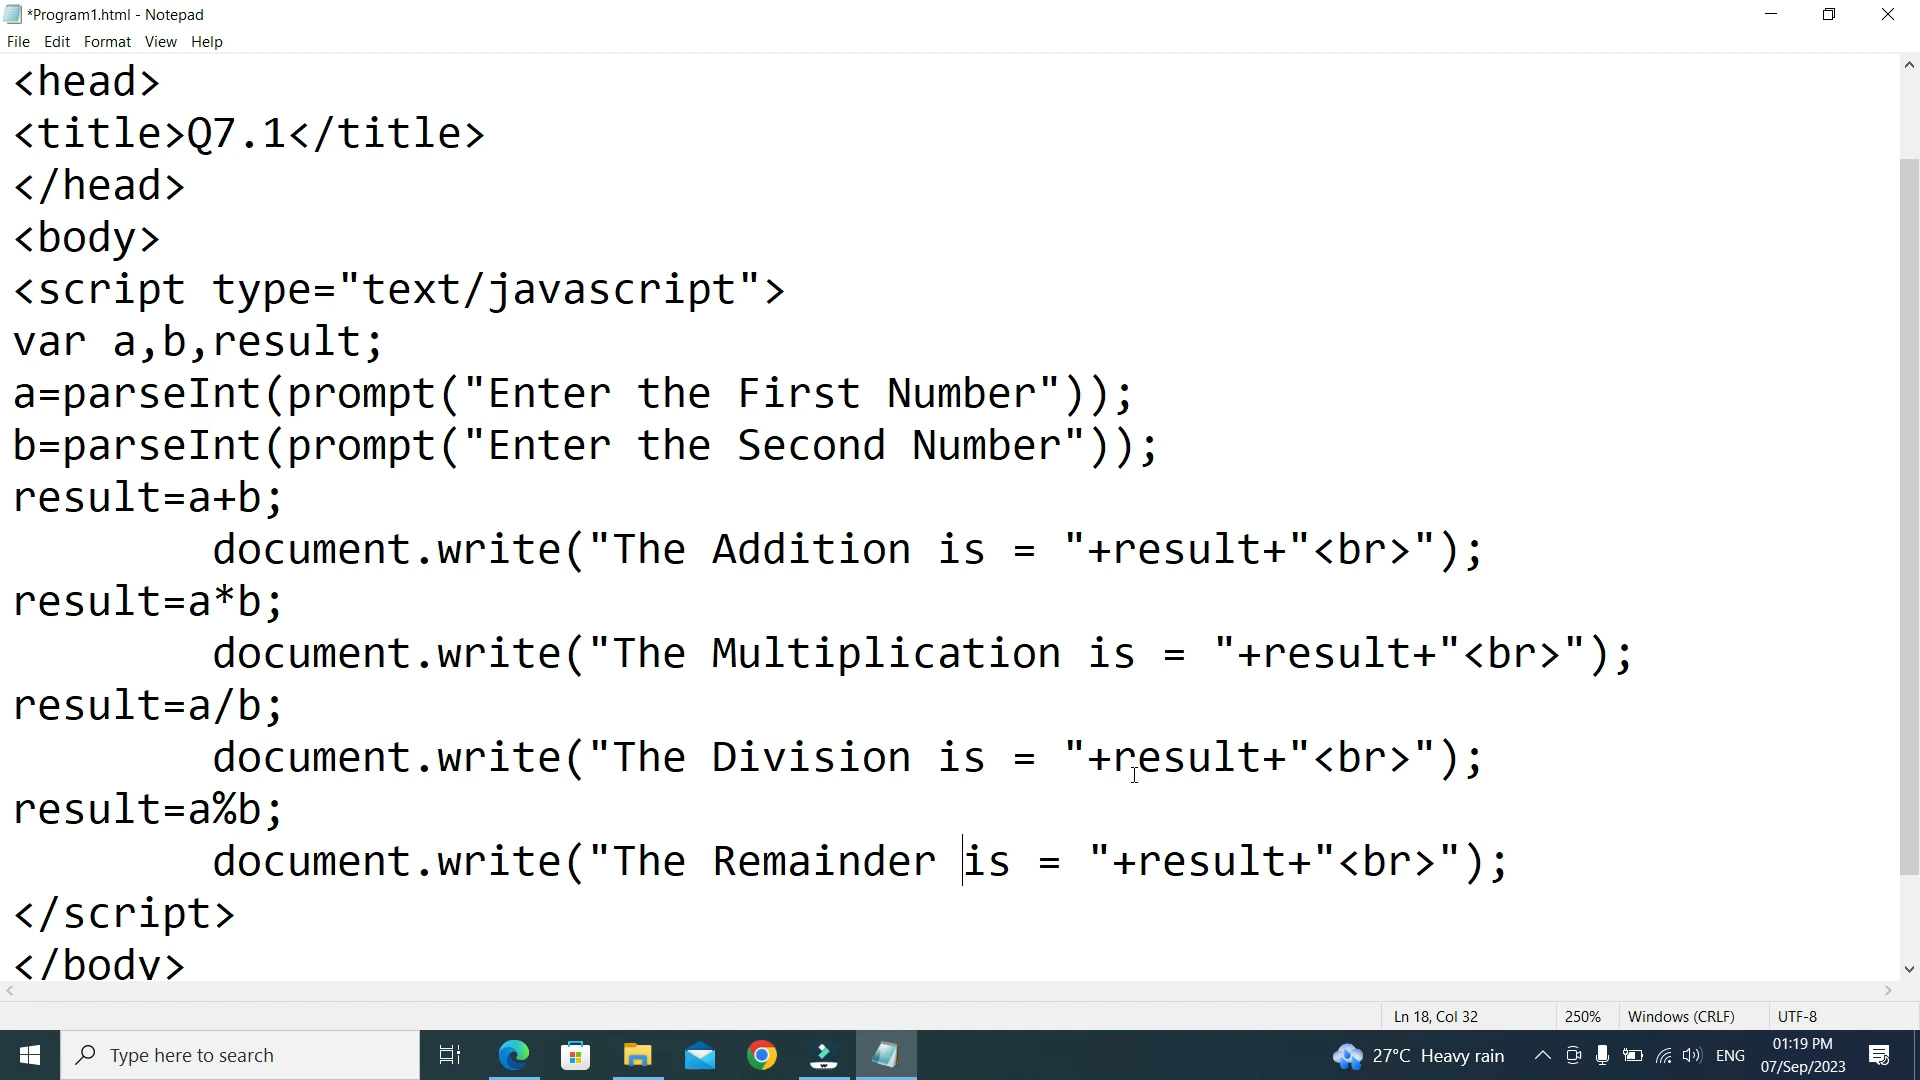 *Program1.html - Notepad
File Edit Format View Help
<head>
<title>Q7.1</title>
</head>
<body>
<script type="text/javascript">
var a,b,result;
a=parseInt(prompt("Enter the First Number"));
b=parseInt(prompt("Enter the Second Number"));
result=a+b;
        document.write("The Addition is = "+result+"<br>");
result=a*b;
        document.write("The Multiplication is = "+result+"<br>");
result=a/b;
        document.write("The Division is = "+result+"<br>");
result=a%b;
        document.write("The Remainder is = "+result+"<br>");
</script>
</body>
Ln 18, Col 32 250% Windows (CRLF) UTF-8
Type here to search
27°C Heavy rain
ENG
01:19 PM
07/Sep/2023